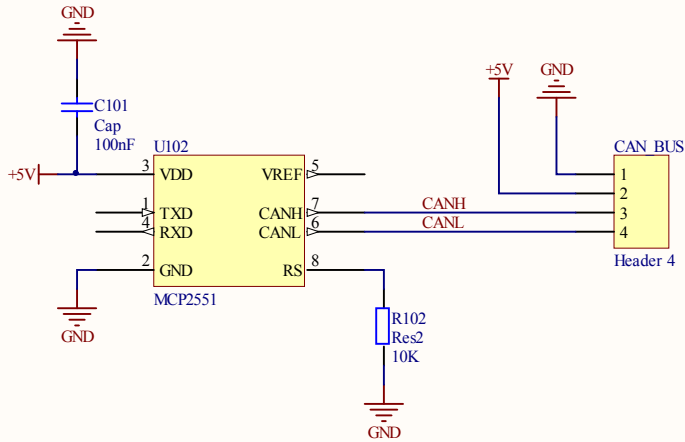 GND
C101
Cap
100nF
+5V
U102
3
VDD
VREF
5
1
TXD
CANH
7
4
RXD
CANL
6
2
GND
RS
8
MCP2551
GND
R102
Res2
10K
GND
CANH
CANL
+5V
GND
CAN_BUS
1
2
3
4
Header 4